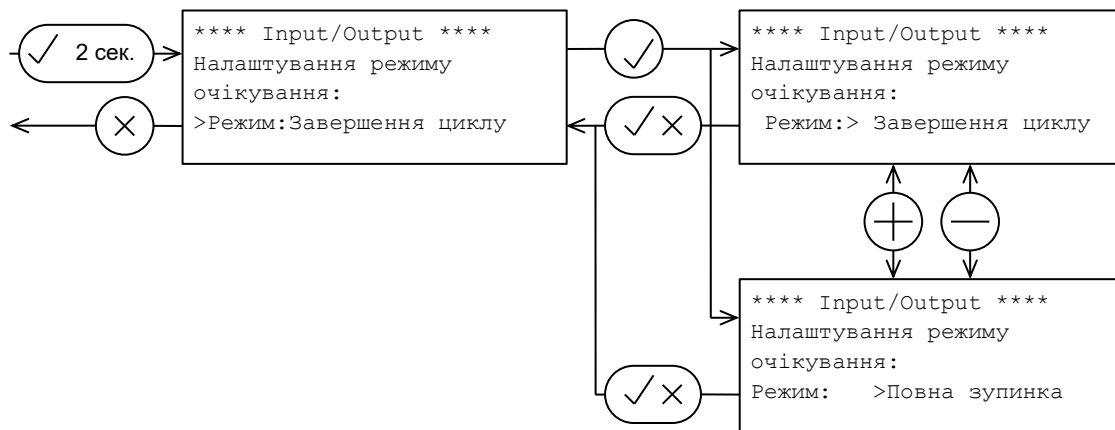 2 сек.
**** Input/Output ****
Налаштування режиму
очікування:
>Режим:Завершення циклу
**** Input/Output ****
Налаштування режиму
очікування:
Режим:> Завершення циклу
**** Input/Output ****
Налаштування режиму
очікування:
Режим:   >Повна зупинка